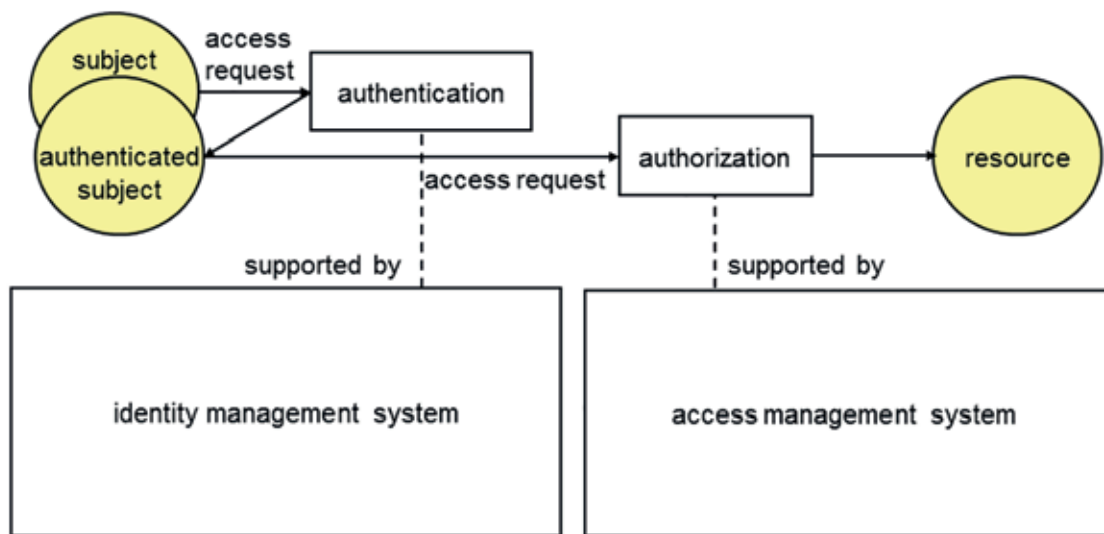 subject
access
request
authentication
authenticated
subject
access request
authorization
resource
supported by
supported by
identity management system
access management system